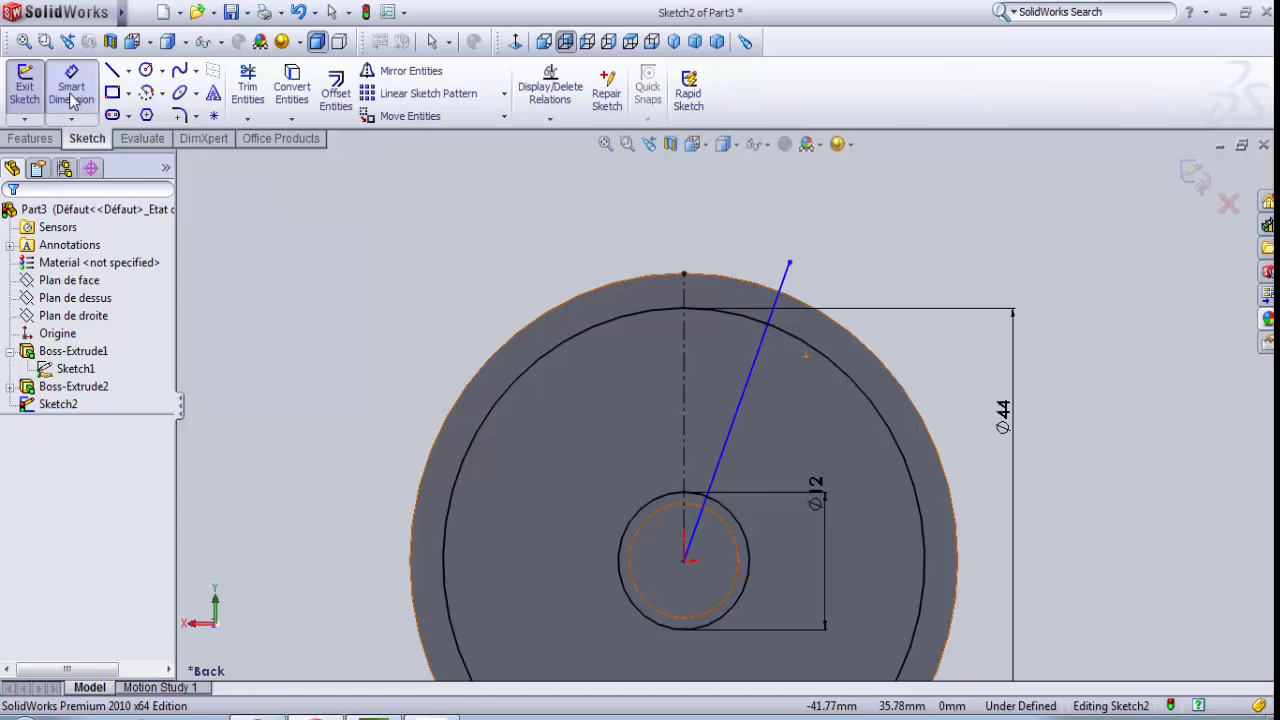 SolidWorks
Sketch2 of Part3 *
SolidWorks Search
?
Exit Sketch
Smart Dimension
Trim Entities
Convert Entities
Offset Entities
Mirror Entities
Linear Sketch Pattern
Move Entities
Display/Delete Relations
Repair Sketch
Quick Snaps
Rapid Sketch
Features
Sketch
Evaluate
DimXpert
Office Products
Part3 (Défaut<<Défaut>_Etat c
Sensors
Annotations
Material <not specified>
Plan de face
Plan de dessus
Plan de droite
Origine
Boss-Extrude1
Sketch1
Boss-Extrude2
Sketch2
∅44
∅12
Y
X
*Back
Model
Motion Study 1
SolidWorks Premium 2010 x64 Edition
-41.77mm
35.78mm
0mm
Under Defined
Editing Sketch2